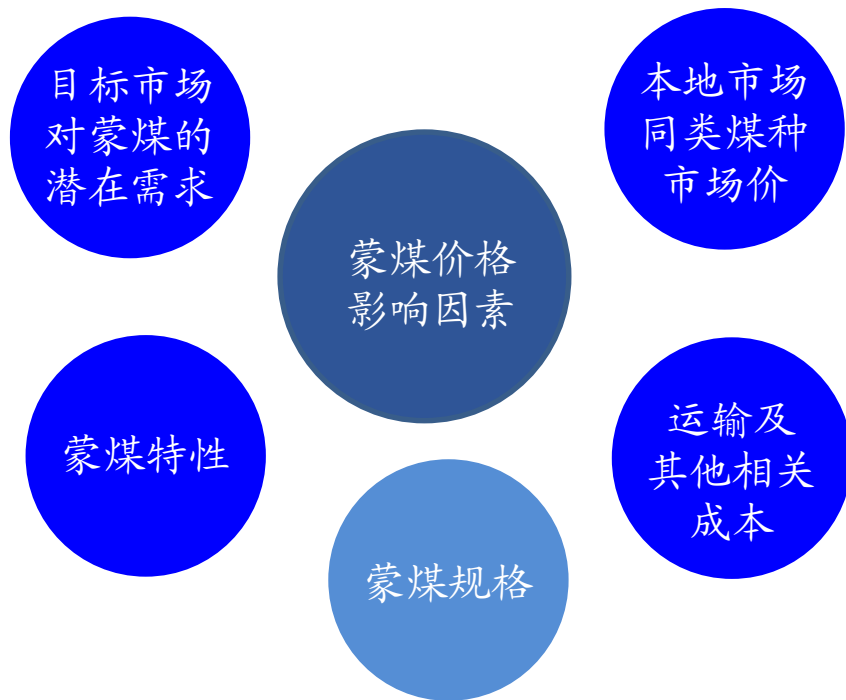 目标市场
对蒙煤的
潜在需求
本地市场
同类煤种
市场价
蒙煤价格
影响因素
蒙煤特性
运输及
其他相关
成本
蒙煤规格